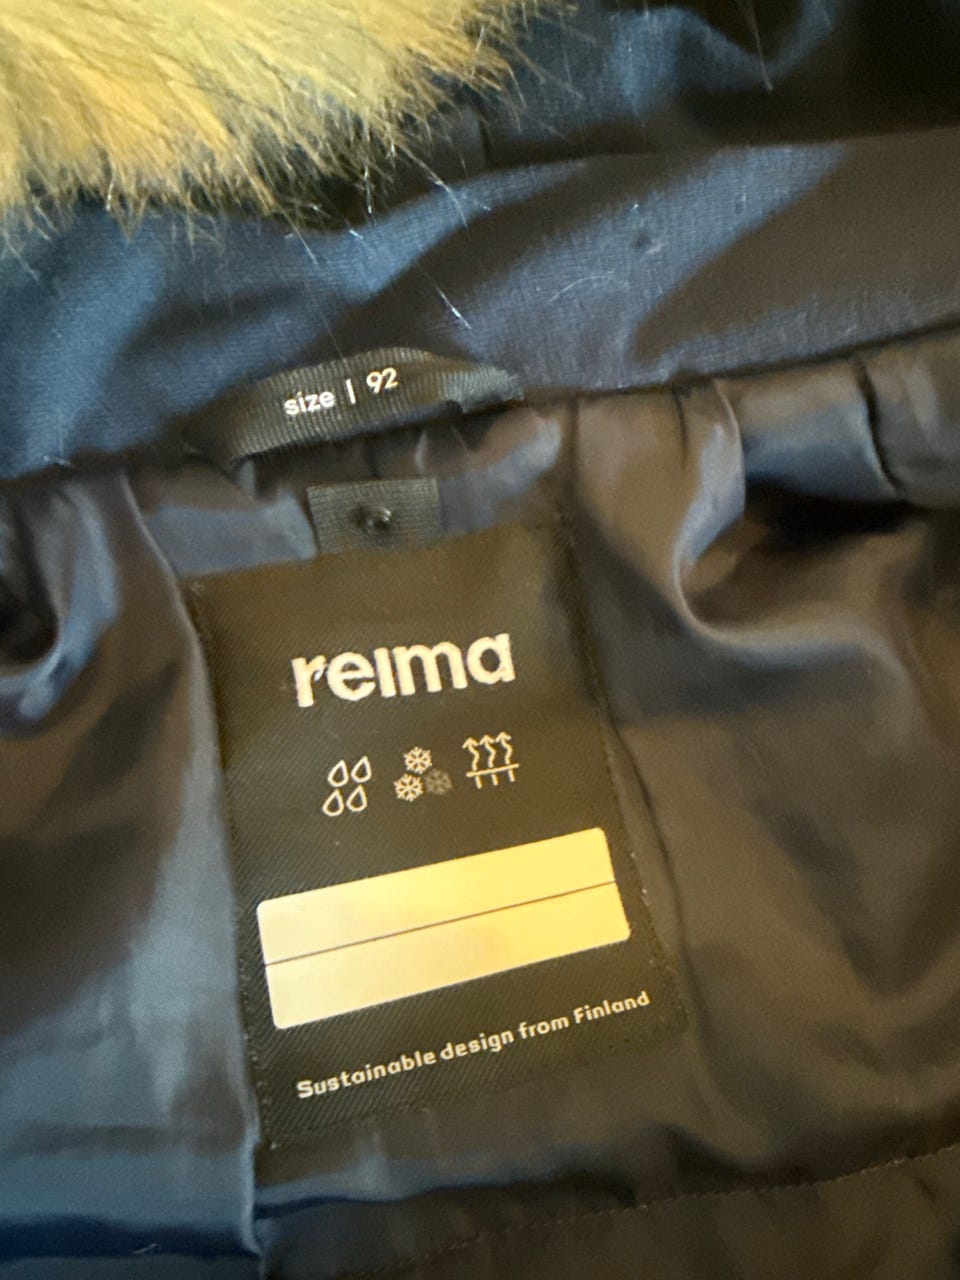 size | 92
reima
Sustainable design from Finland